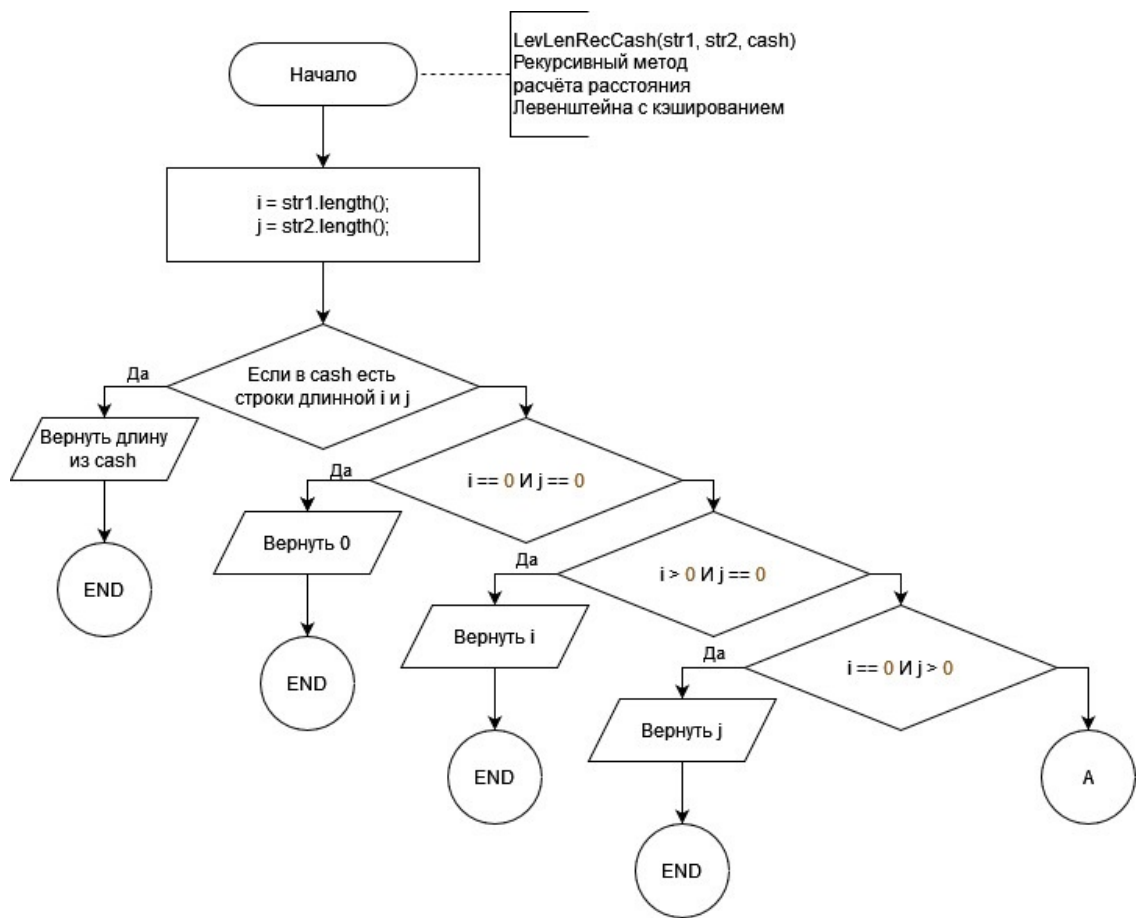 Начало
LevLenRecCash(str1, str2, cash)
Рекурсивный метод
расчёта расстояния
Левенштейна с кэшированием
i = str1.length();
j = str2.length();
Если в cash есть
строки длинной i и j
Да
Вернуть длину
из cash
END
i == 0 И j == 0
Да
Вернуть 0
END
i > 0 И j == 0
Да
Вернуть i
END
i == 0 И j > 0
Да
Вернуть j
END
A